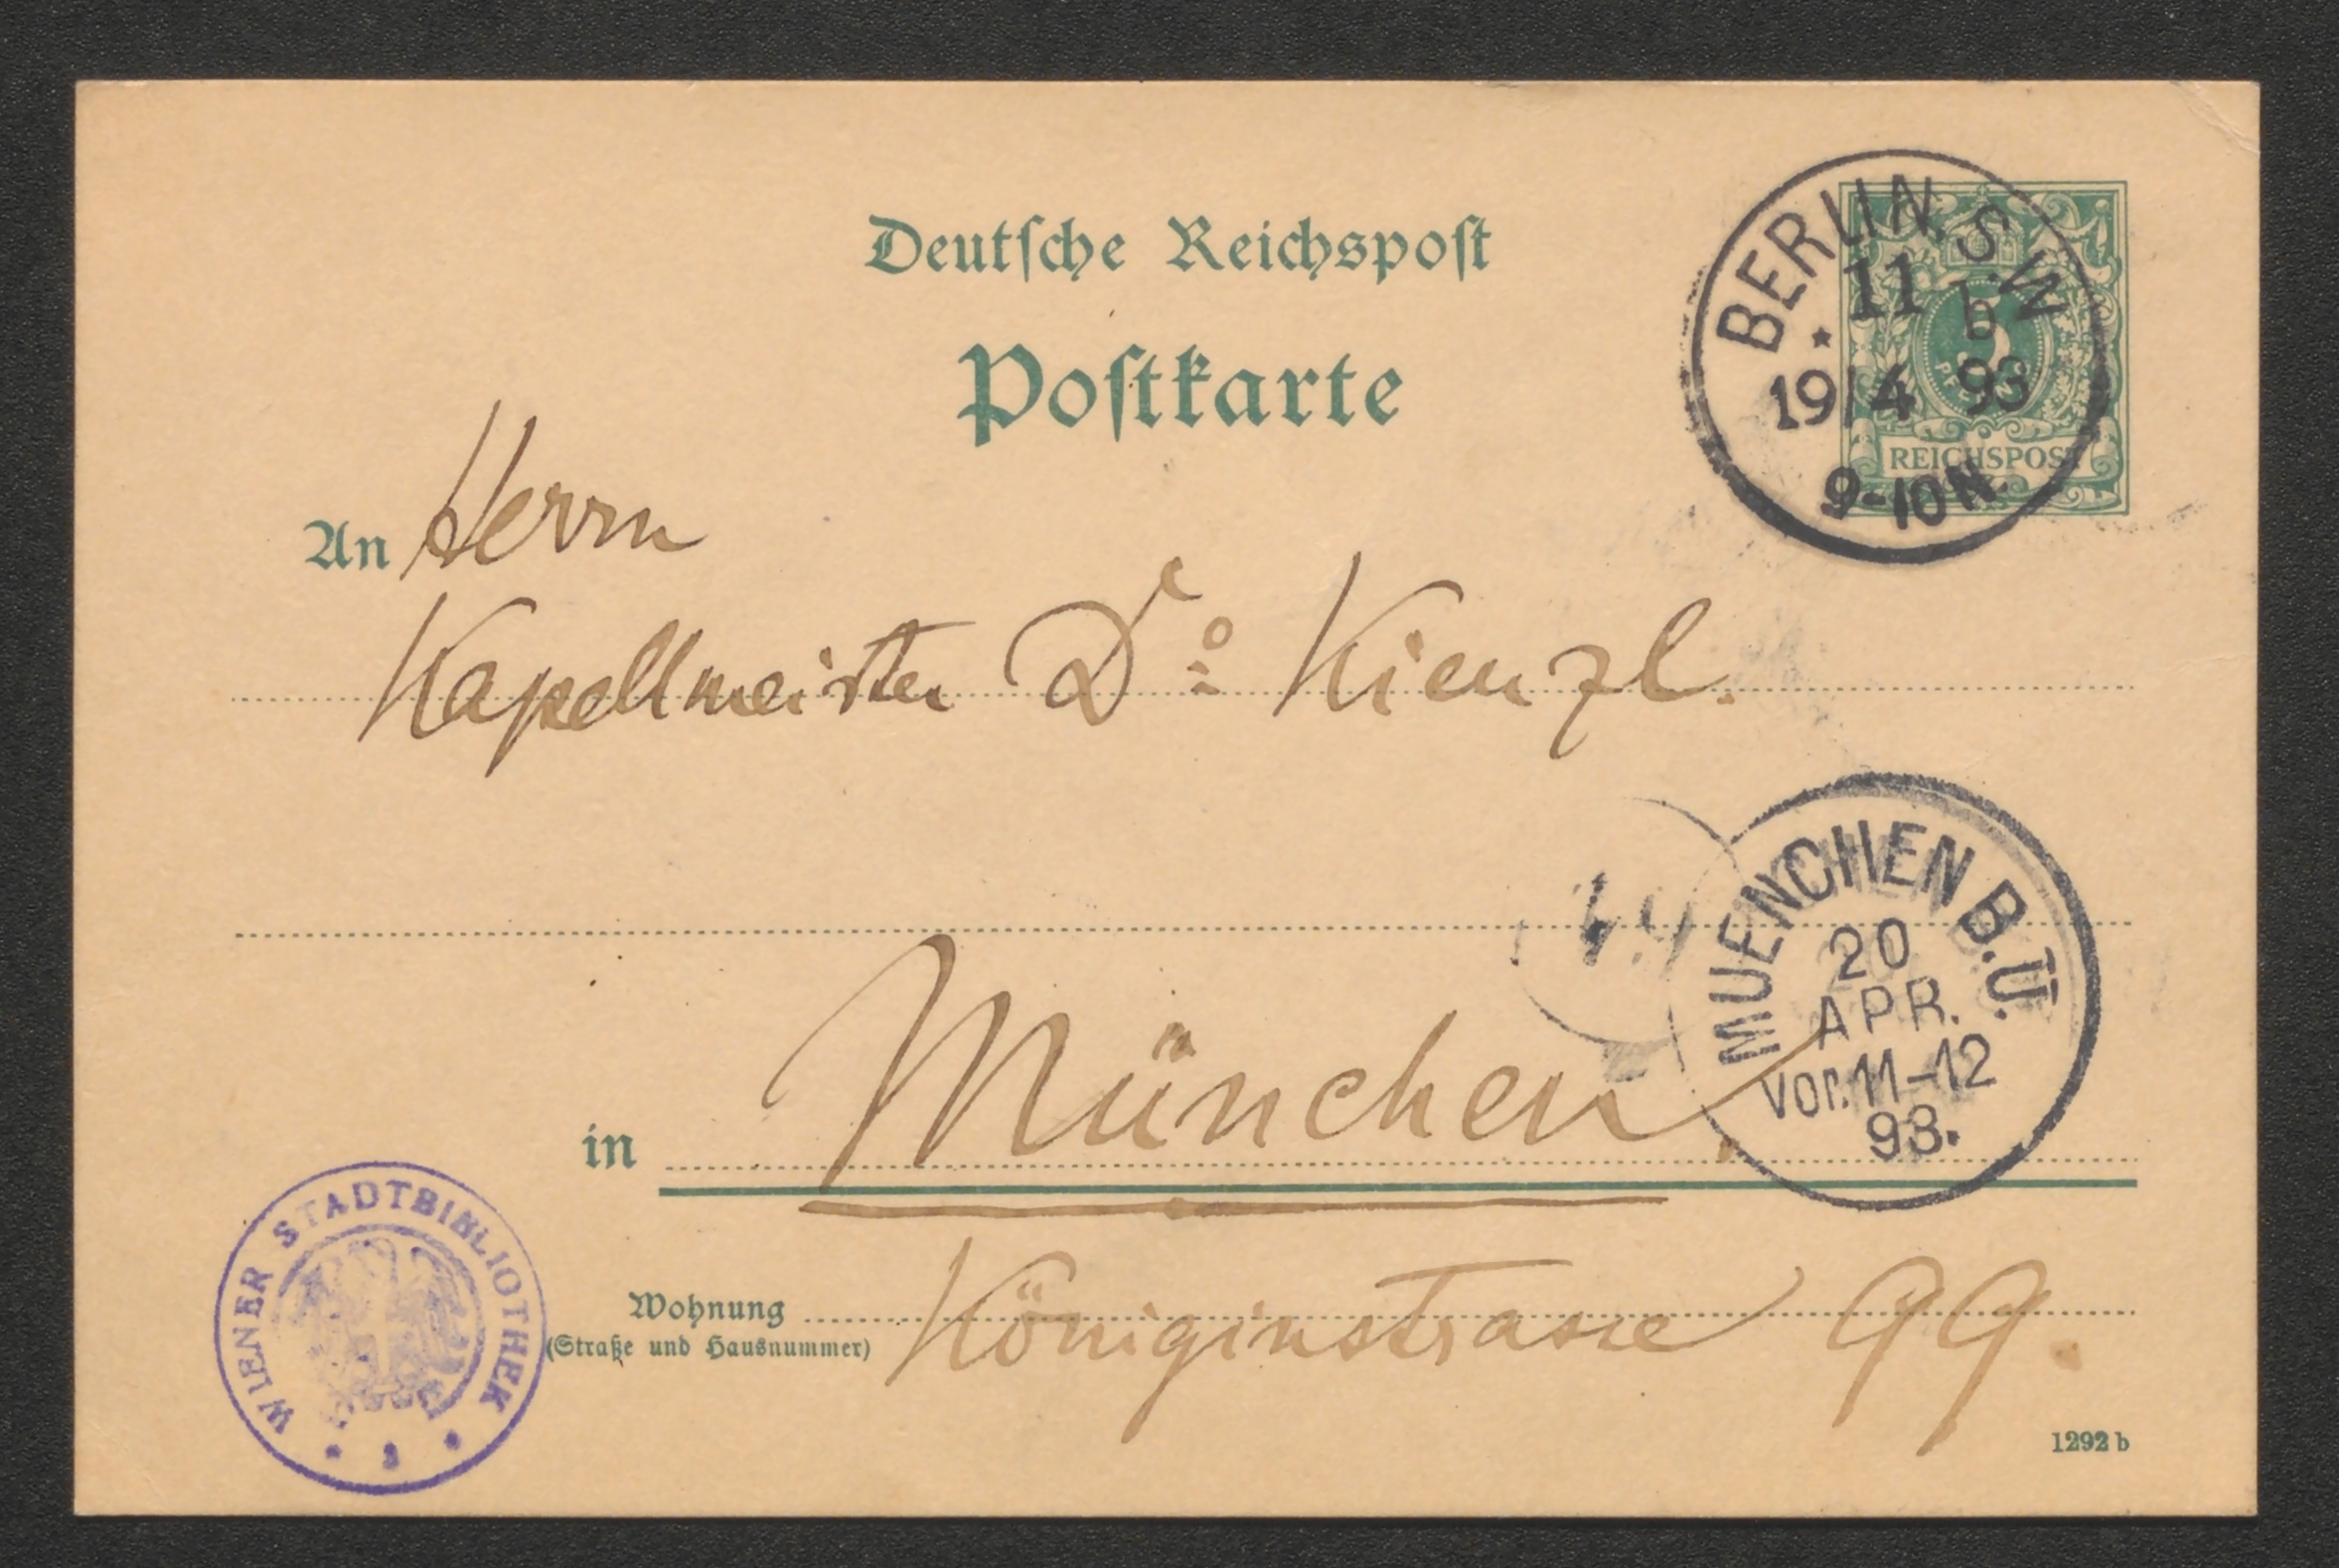 Deutſche Reichspoſt
Poſtkarte
BERLIN S.W
* 11 b
19/4 93
9-10 N.
5
REICHSPOST
An Herrn
Kapellmeister Dr. Kienzl.
MUENCHEN B.Ü.
20
APR.
Vor. 11-12
93.
in München.
WIENER STADTBIBLIOTHEK
Wohnung Königinstrasse 99.
(Straße und Hausnummer)
1292 b